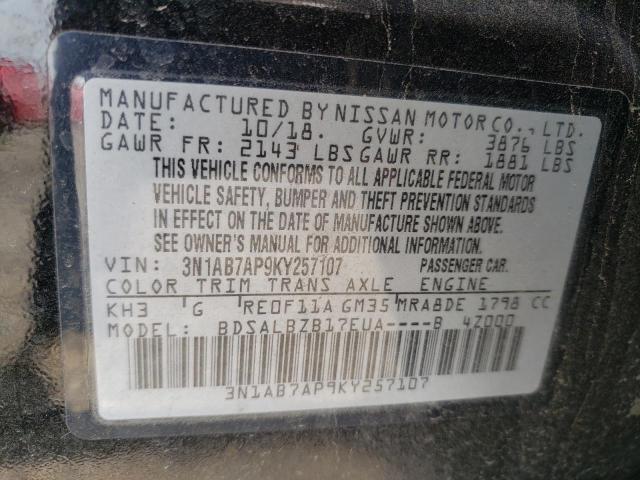 MANUFACTURED BY NISSAN MOTOR CO., LTD.
DATE: 10/18. GVWR: 3876 LBS
GAWR FR: 2143 LBS GAWR RR: 1881 LBS
THIS VEHICLE CONFORMS TO ALL APPLICABLE FEDERAL MOTOR
VEHICLE SAFETY, BUMPER AND THEFT PREVENTION STANDARDS
IN EFFECT ON THE DATE OF MANUFACTURE SHOWN ABOVE.
SEE OWNER'S MANUAL FOR ADDITIONAL INFORMATION.
VIN: 3N1AB7AP9KY257107 PASSENGER CAR.
COLOR TRIM TRANS AXLE ENGINE
KH3 G RE0F11A GM35 MRA8DE 1798 CC
MODEL: BDSALBZB17EUA----B 42000
3N1AB7AP9KY257107